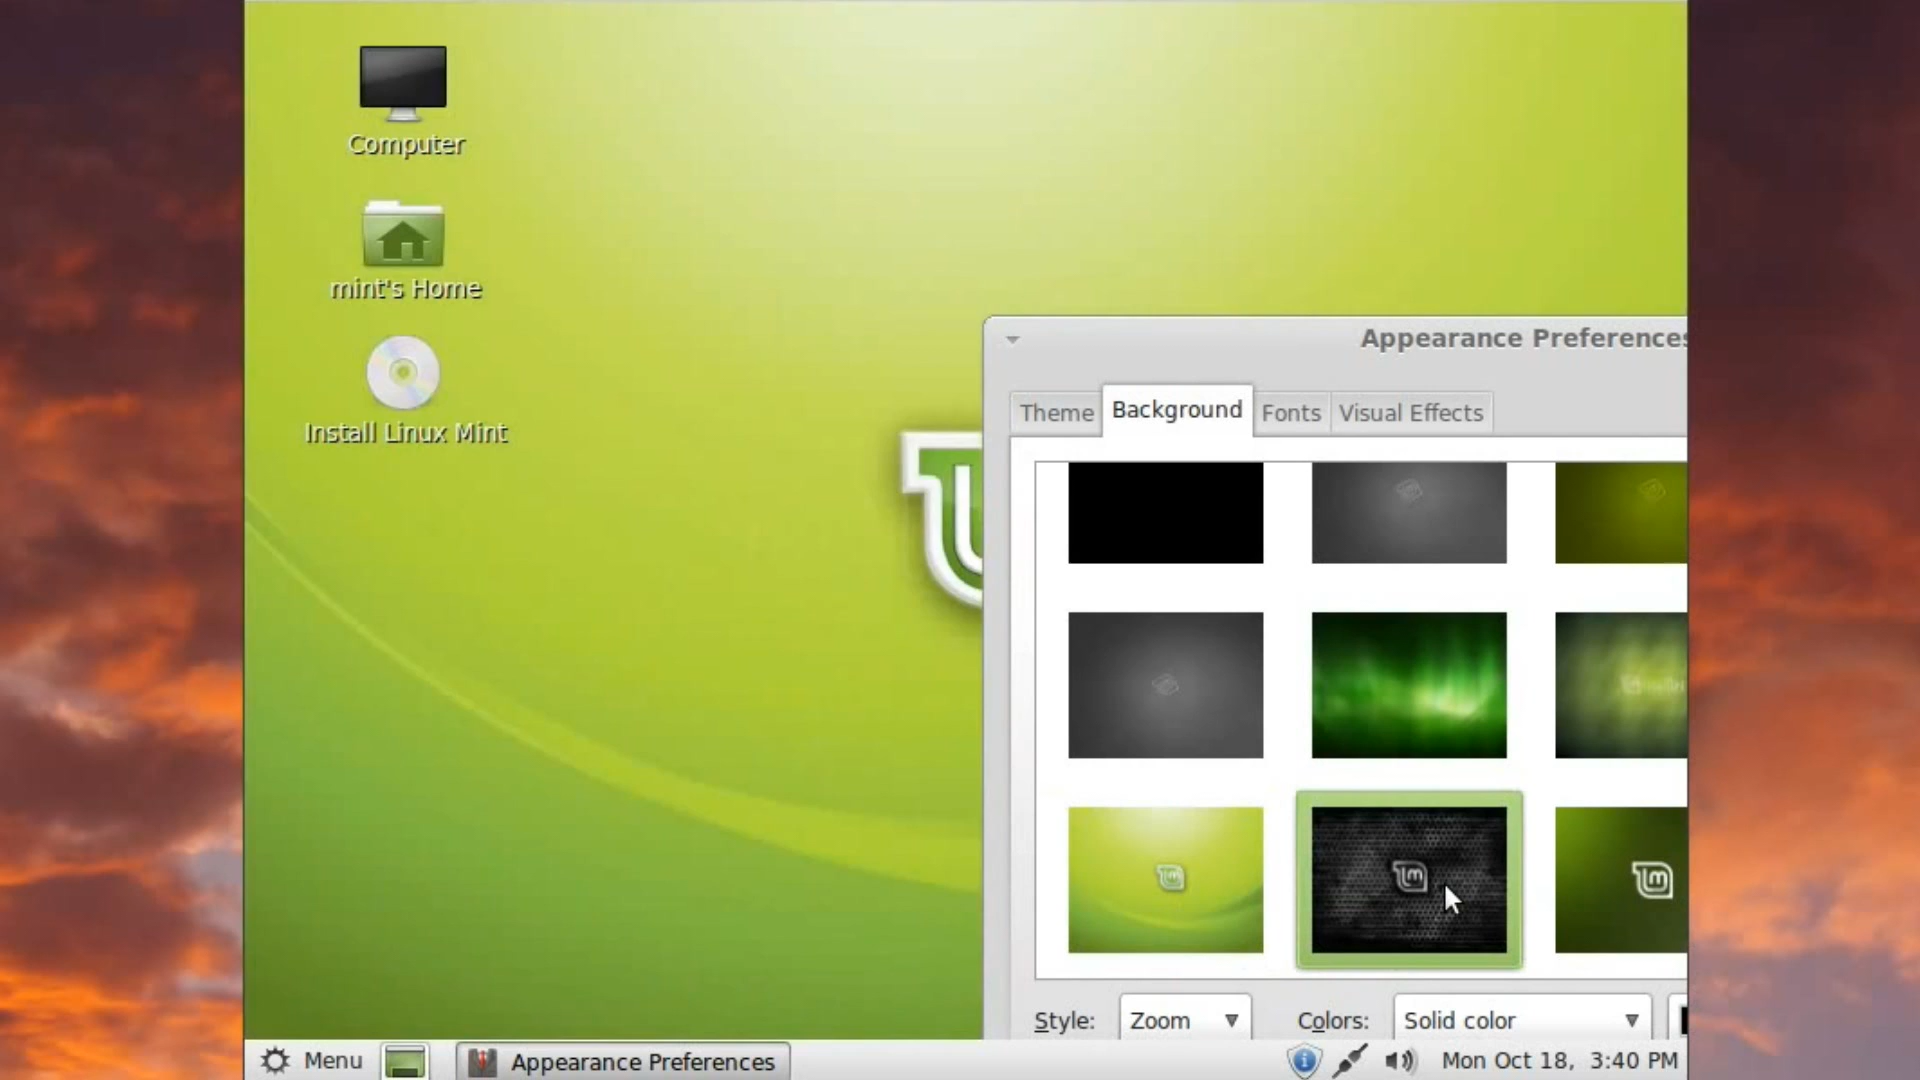 Computer
mint's Home
Install Linux Mint
Appearance Preferences
Theme Background Fonts Visual Effects
Style: Zoom Colors: Solid color
Menu Appearance Preferences Mon Oct 18, 3:40 PM